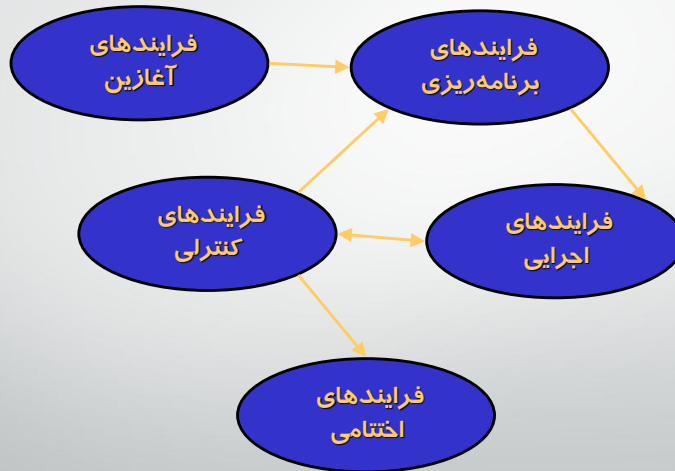 فرایندهای
آغازین
فرایندهای
برنامه‌ریزی
فرایندهای
کنترلی
فرایندهای
اجرایی
فرایندهای
اختتامی